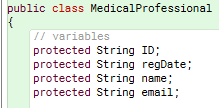 public class MedicalProfessional
{
// variables
protected String ID;
protected String regDate;
protected String name;
protected String email;